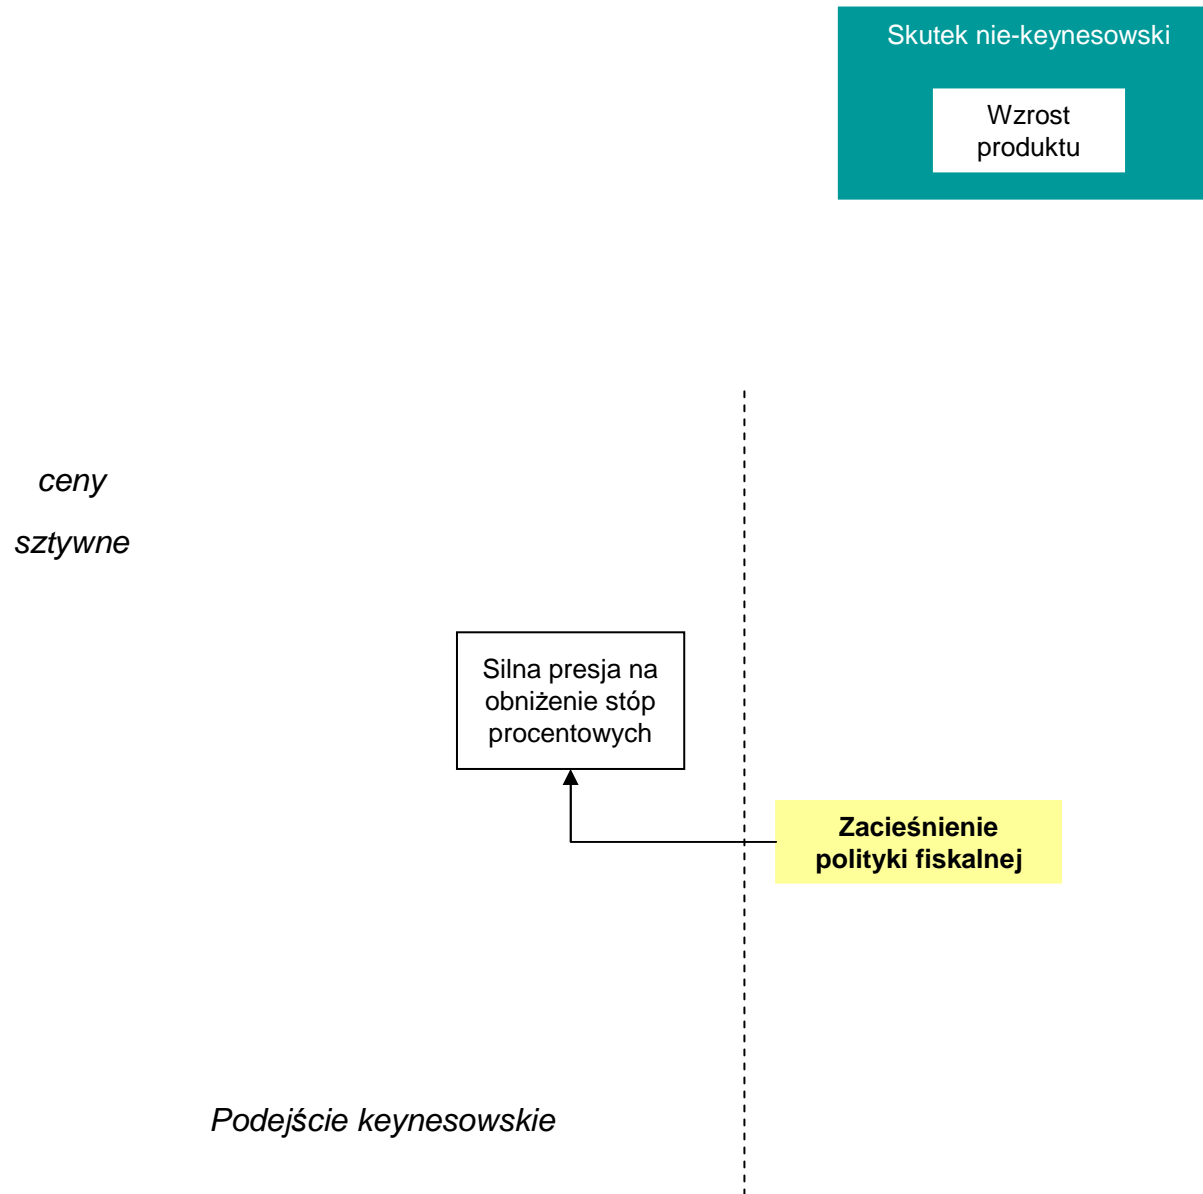 Skutek nie-keynesowski
Wzrost
produktu
ceny
sztywne
Silna presja na
obniżenie stóp
procentowych
Zacieśnienie
polityki fiskalnej
Podejście keynesowskie